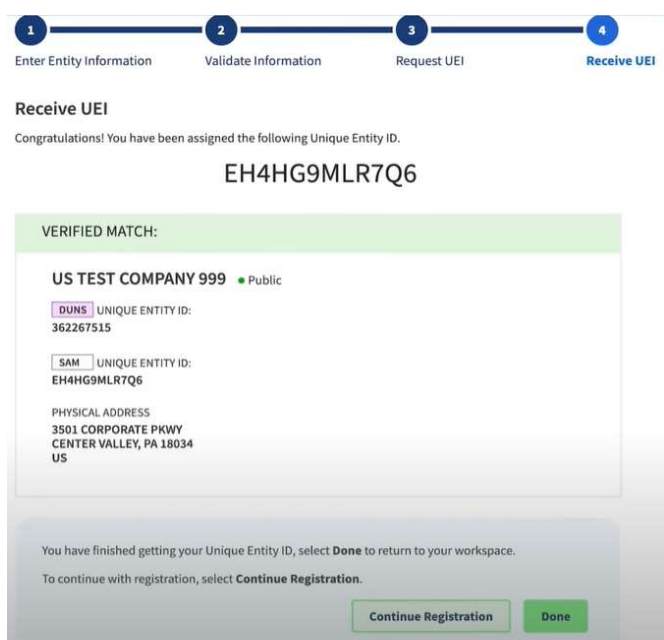 1 2 3 4
Enter Entity Information Validate Information Request UEI Receive UEI
Receive UEI
Congratulations! You have been assigned the following Unique Entity ID.
EH4HG9MLR7Q6
VERIFIED MATCH:
US TEST COMPANY 999 • Public
DUNS UNIQUE ENTITY ID:
362267515
SAM UNIQUE ENTITY ID:
EH4HG9MLR7Q6
PHYSICAL ADDRESS
3501 CORPORATE PKWY
CENTER VALLEY, PA 18034
US
You have finished getting your Unique Entity ID, select Done to return to your workspace.
To continue with registration, select Continue Registration.
Continue Registration Done